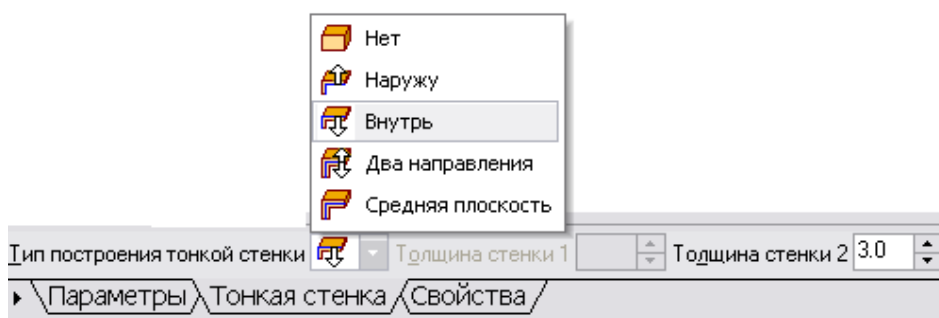 Нет
Наружу
Внутрь
Два направления
Средняя плоскость
Тип построения тонкой стенки Толщина стенки 1 Толщина стенки 2 3.0
Параметры Тонкая стенка Свойства